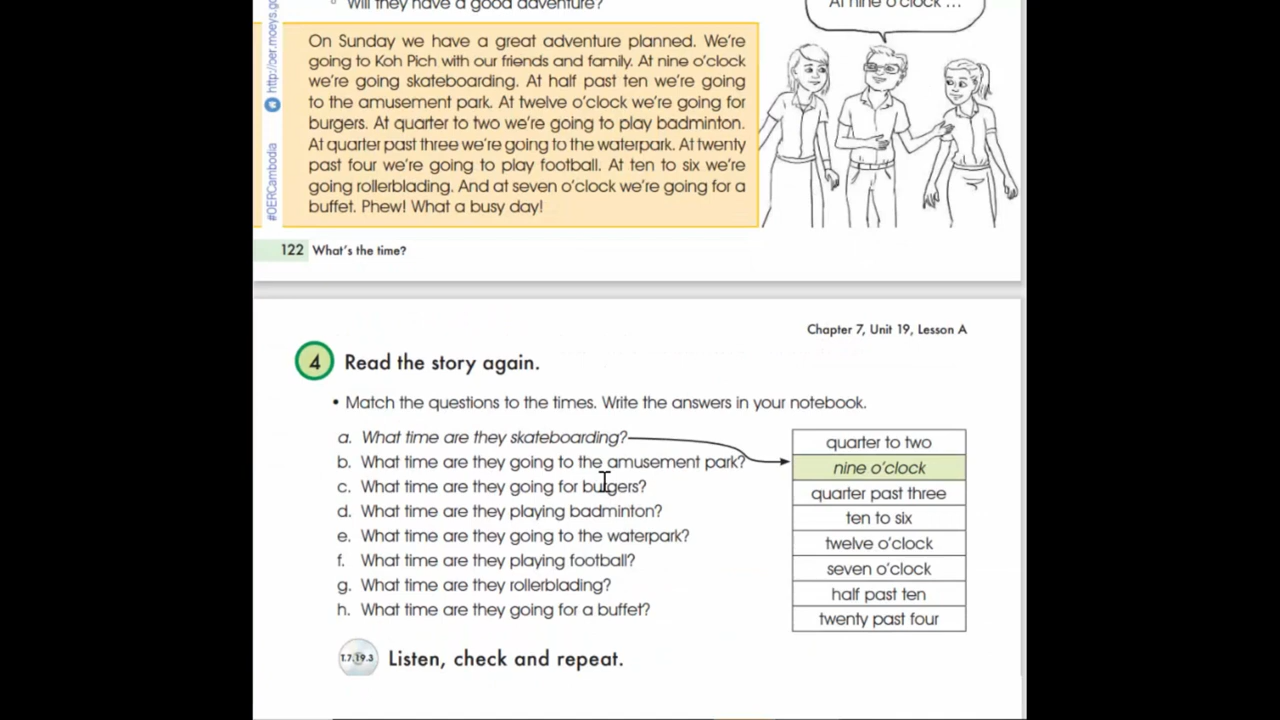 Will they have a good adventure?
At nine o'clock ...
On Sunday we have a great adventure planned. We're
going to Koh Pich with our friends and family. At nine o'clock
we're going skateboarding. At half past ten we're going
to the amusement park. At twelve o'clock we're going for
burgers. At quarter to two we're going to play badminton.
At quarter past three we're going to the waterpark. At twenty
past four we're going to play football. At ten to six we're
going rollerblading. And at seven o'clock we're going for a
buffet. Phew! What a busy day!
#OERCambodia
http://oer.moeys.go
122 What's the time?
Chapter 7, Unit 19, Lesson A
4 Read the story again.
• Match the questions to the times. Write the answers in your notebook.
a. What time are they skateboarding?
b. What time are they going to the amusement park?
c. What time are they going for burgers?
d. What time are they playing badminton?
e. What time are they going to the waterpark?
f. What time are they playing football?
g. What time are they rollerblading?
h. What time are they going for a buffet?
quarter to two
nine o'clock
quarter past three
ten to six
twelve o'clock
seven o'clock
half past ten
twenty past four
1.7.19.3 Listen, check and repeat.